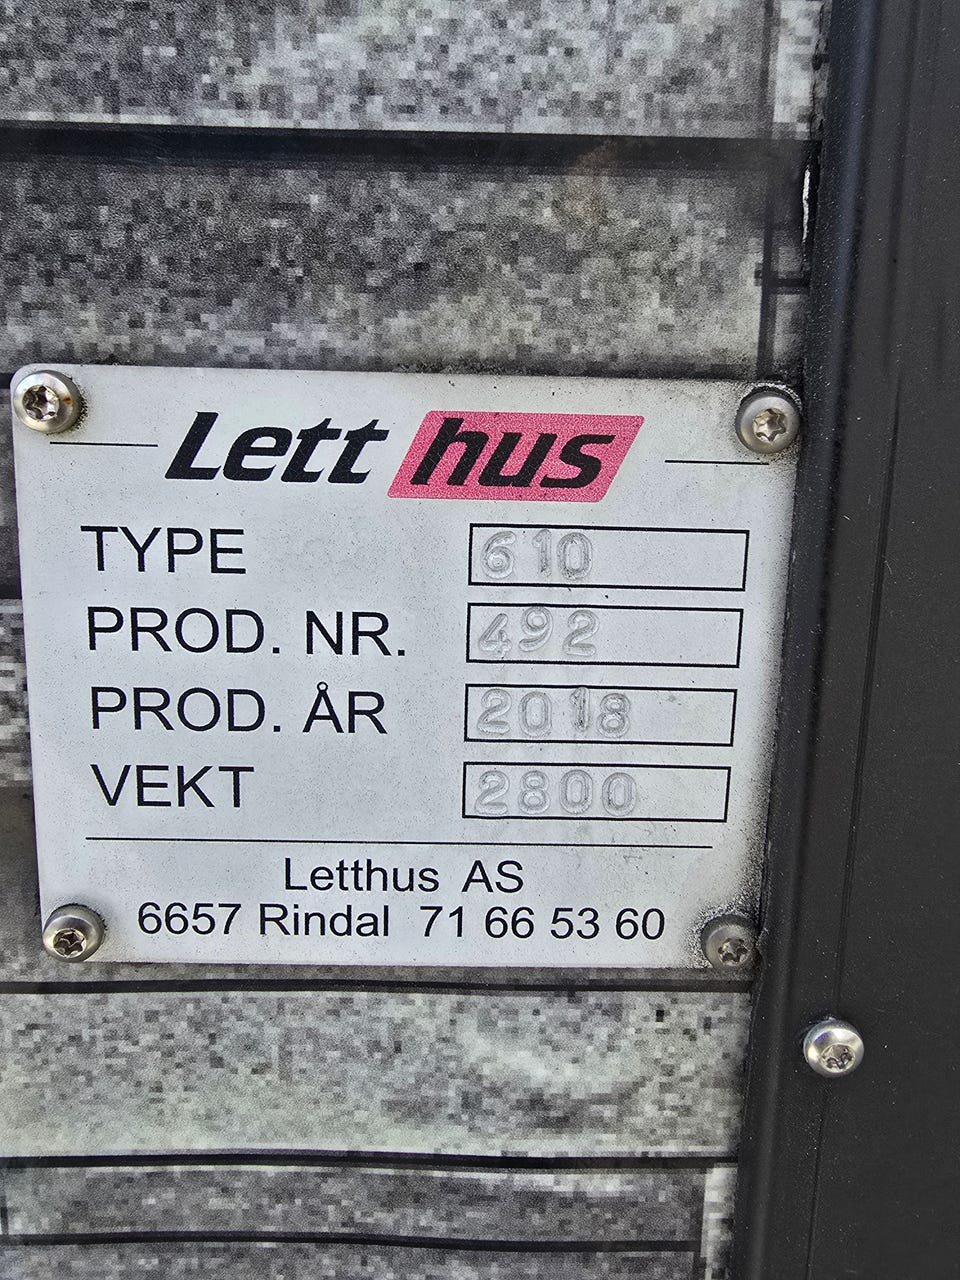 Lett hus
TYPE 610
PROD. NR. 492
PROD. ÅR 2018
VEKT 2800
Letthus AS
6657 Rindal 71 66 53 60